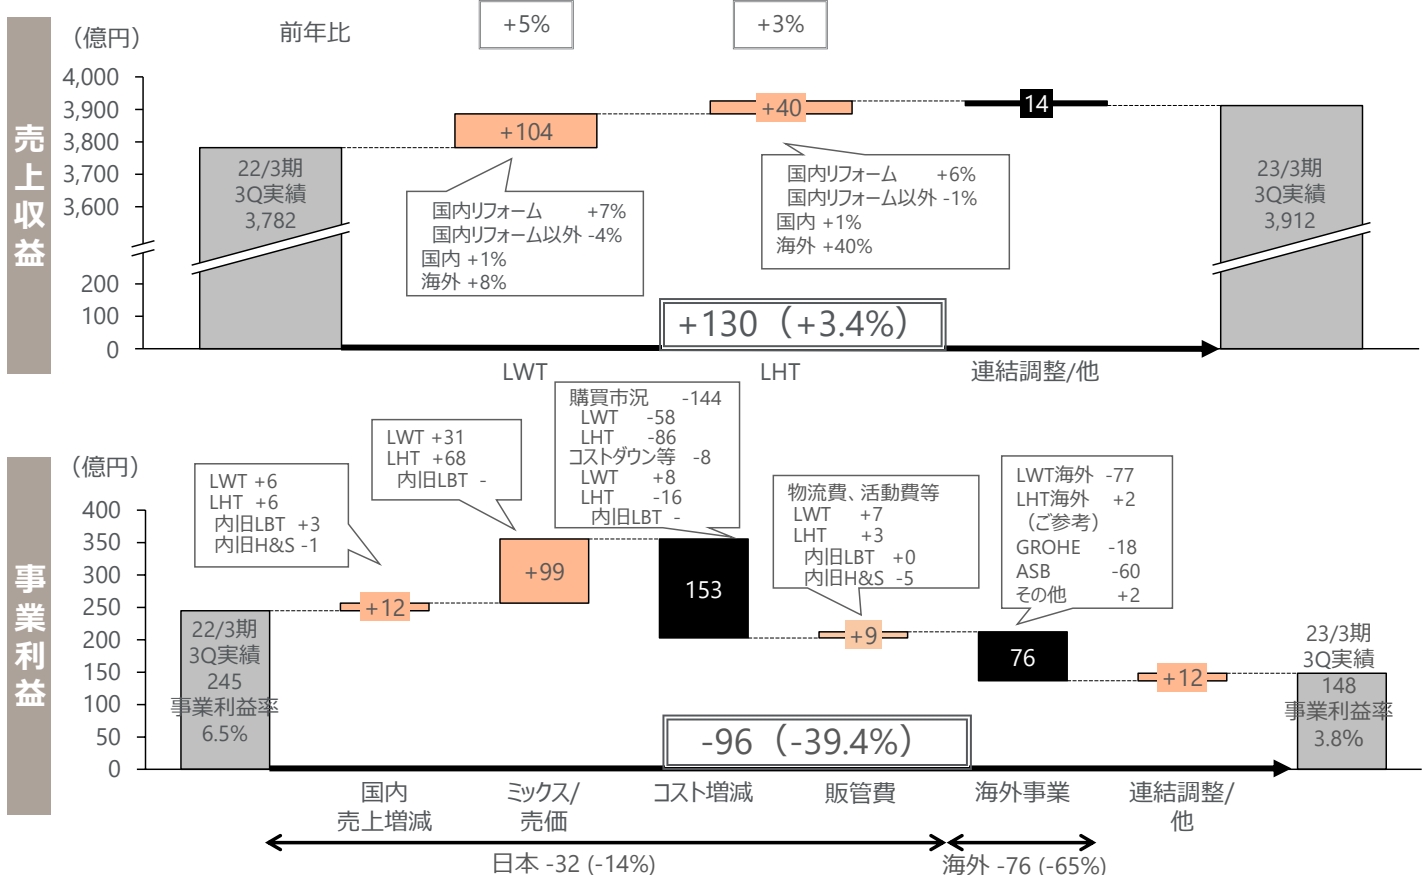 売上収益
（億円）
前年比
+5%
+3%
4,000
3,900
3,800
3,700
3,600
200
100
0
22/3期
3Q実績
3,782
+104
+40
14
23/3期
3Q実績
3,912
国内リフォーム +7%
国内リフォーム以外 -4%
国内 +1%
海外 +8%
国内リフォーム +6%
国内リフォーム以外 -1%
国内 +1%
海外 +40%
+130（+3.4%）
LWT
LHT
連結調整/他
事業利益
（億円）
400
350
300
250
200
150
100
50
0
LWT +6
LHT +6
内旧LBT +3
内旧H&S -1
LWT +31
LHT +68
内旧LBT -
購買市況 -144
LWT -58
LHT -86
コストダウン等 -8
LWT +8
LHT -16
内旧LBT -
物流費、活動費等
LWT +7
LHT +3
内旧LBT +0
内旧H&S -5
LWT海外 -77
LHT海外 +2
（ご参考）
GROHE -18
ASB -60
その他 +2
22/3期
3Q実績
245
事業利益率
6.5%
+12
+99
153
+9
76
+12
23/3期
3Q実績
148
事業利益率
3.8%
-96（-39.4%）
国内
売上増減
ミックス/
売価
コスト増減
販管費
海外事業
連結調整/
他
日本 -32 (-14%)
海外 -76 (-65%)